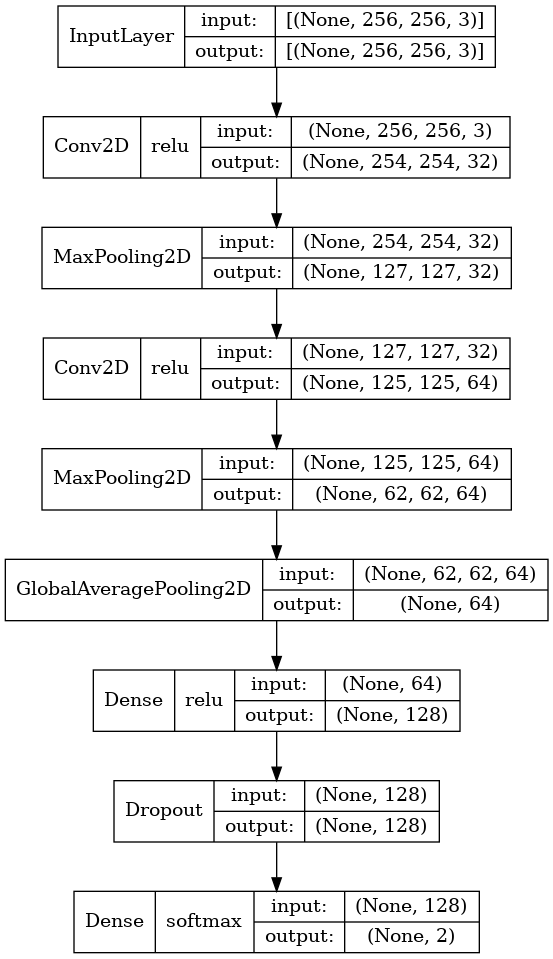 InputLayer input: [(None, 256, 256, 3)]
output: [(None, 256, 256, 3)]
Conv2D relu input: (None, 256, 256, 3)
output: (None, 254, 254, 32)
MaxPooling2D input: (None, 254, 254, 32)
output: (None, 127, 127, 32)
Conv2D relu input: (None, 127, 127, 32)
output: (None, 125, 125, 64)
MaxPooling2D input: (None, 125, 125, 64)
output: (None, 62, 62, 64)
GlobalAveragePooling2D input: (None, 62, 62, 64)
output: (None, 64)
Dense relu input: (None, 64)
output: (None, 128)
Dropout input: (None, 128)
output: (None, 128)
Dense softmax input: (None, 128)
output: (None, 2)